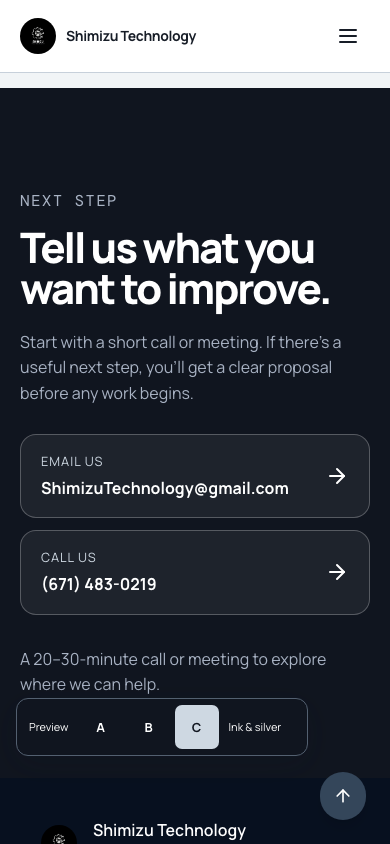 Shimizu Technology
NEXT STEP
Tell us what you
want to improve.
Start with a short call or meeting. If there's a
useful next step, you'll get a clear proposal
before any work begins.
EMAIL US
ShimizuTechnology@gmail.com
CALL US
(671) 483-0219
A 20–30-minute call or meeting to explore
where we can help.
Preview A B C Ink & silver
Shimizu Technology